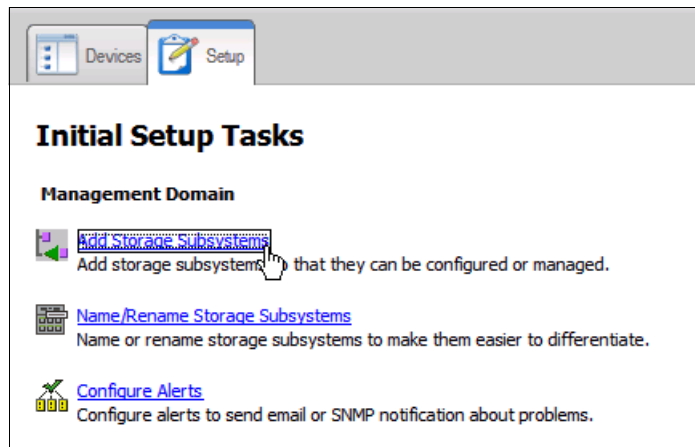 Devices
Setup
Initial Setup Tasks
Management Domain
Add Storage Subsystems
Add storage subsystems that they can be configured or managed.
Name/Rename Storage Subsystems
Name or rename storage subsystems to make them easier to differentiate.
Configure Alerts
Configure alerts to send email or SNMP notification about problems.